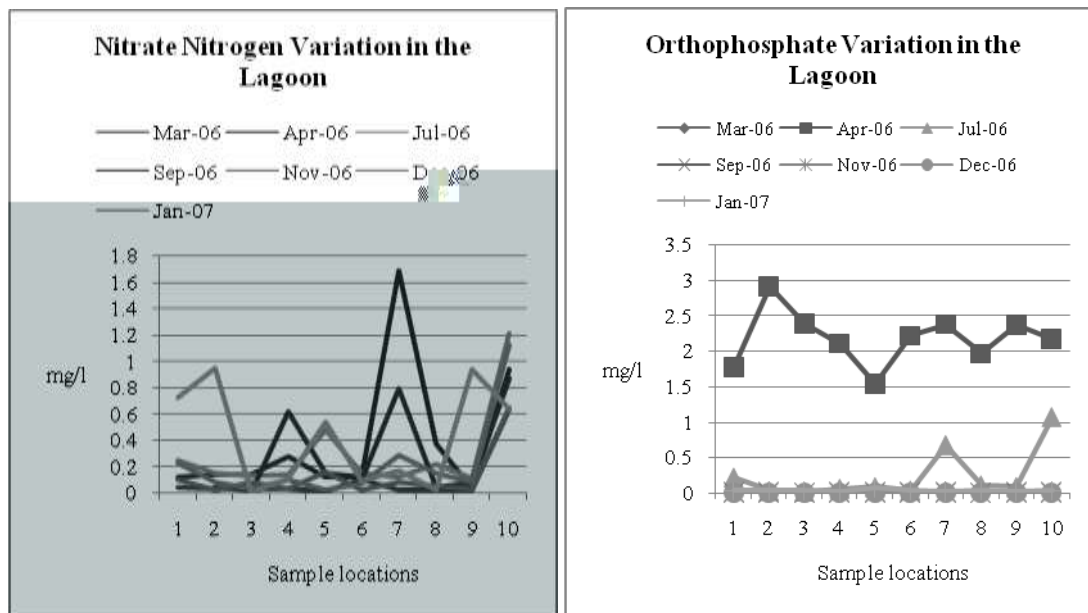 Nitrate Nitrogen Variation in the
Lagoon
Mar-06 Apr-06 Jul-06
Sep-06 Nov-06 Dec-06
Jan-07
1.8
1.6
1.4
1.2
1
0.8
0.6
0.4
0.2
0
mg/l
1 2 3 4 5 6 7 8 9 10
Sample locations
Orthophosphate Variation in the
Lagoon
Mar-06 Apr-06 Jul-06
Sep-06 Nov-06 Dec-06
Jan-07
3.5
3
2.5
2
1.5
1
0.5
0
mg/l
1 2 3 4 5 6 7 8 9 10
Sample locations